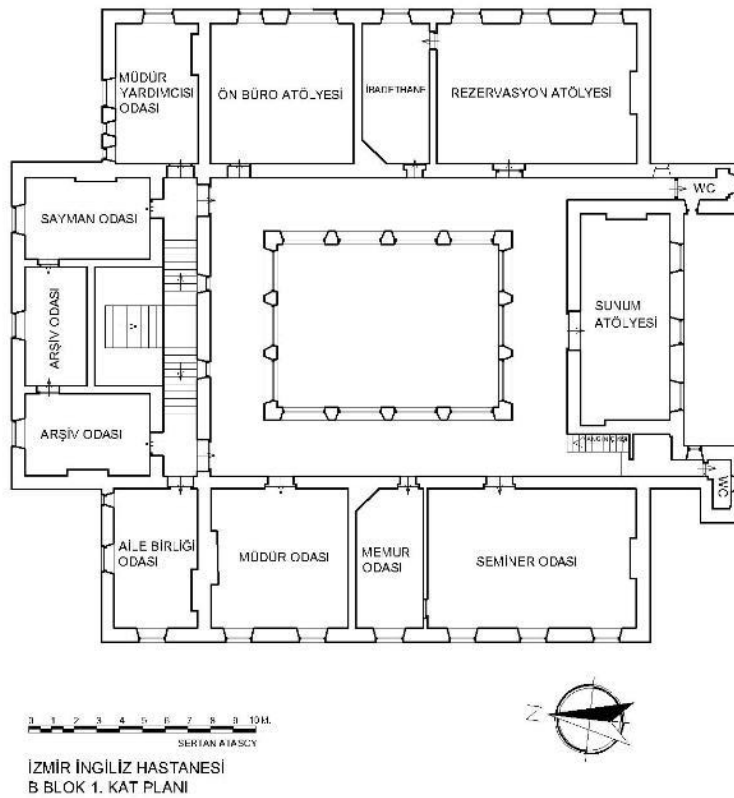 MÜDÜR
YARDIMCISI
ODASI
ÖN BÜRO ATÖLYESİ
İBADETHANE
REZERVASYON ATÖLYESİ
WC
SAYMAN ODASI
ARŞİV ODASI
SUNUM
ATÖLYESİ
ARŞİV ODASI
WC
AİLE BİRLİĞİ
ODASI
MÜDÜR ODASI
MEMUR
ODASI
SEMİNER ODASI
0 1 2 3 4 5 6 7 8 9 10 M.
SERTAN ATASOY
N
İZMİR İNGİLİZ HASTANESİ
B BLOK 1. KAT PLANI